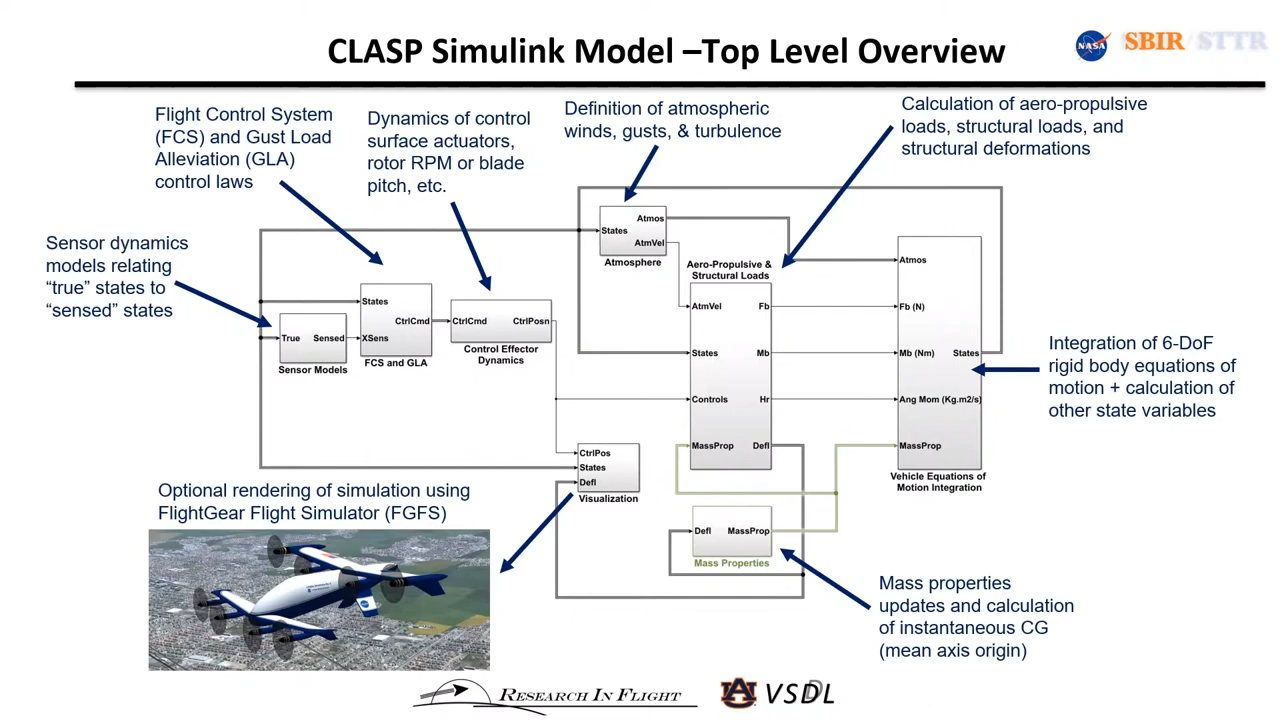 CLASP Simulink Model –Top Level Overview
NASA
SBIR/STTR
Flight Control System
(FCS) and Gust Load
Alleviation (GLA)
control laws
Dynamics of control
surface actuators,
rotor RPM or blade
pitch, etc.
Definition of atmospheric
winds, gusts, & turbulence
Calculation of aero-propulsive
loads, structural loads, and
structural deformations
Sensor dynamics
models relating
“true” states to
“sensed” states
States
Atmos
AtmVel
Atmosphere
True
Sensed
Sensor Models
States
XSens
CtrlCmd
FCS and GLA
CtrlCmd
CtrlPosn
Control Effector
Dynamics
Aero-Propulsive &
Structural Loads
AtmVel
States
Controls
MassProp
Fb
Mb
Hr
Defl
Atmos
Fb (N)
Mb (Nm)
Ang Mom (Kg.m2/s)
MassProp
States
Vehicle Equations of
Motion Integration
Integration of 6-DoF
rigid body equations of
motion + calculation of
other state variables
CtrlPos
States
Defl
Visualization
Defl
MassProp
Mass Properties
Optional rendering of simulation using
FlightGear Flight Simulator (FGFS)
Mass properties
updates and calculation
of instantaneous CG
(mean axis origin)
RESEARCH IN FLIGHT
VSDDL